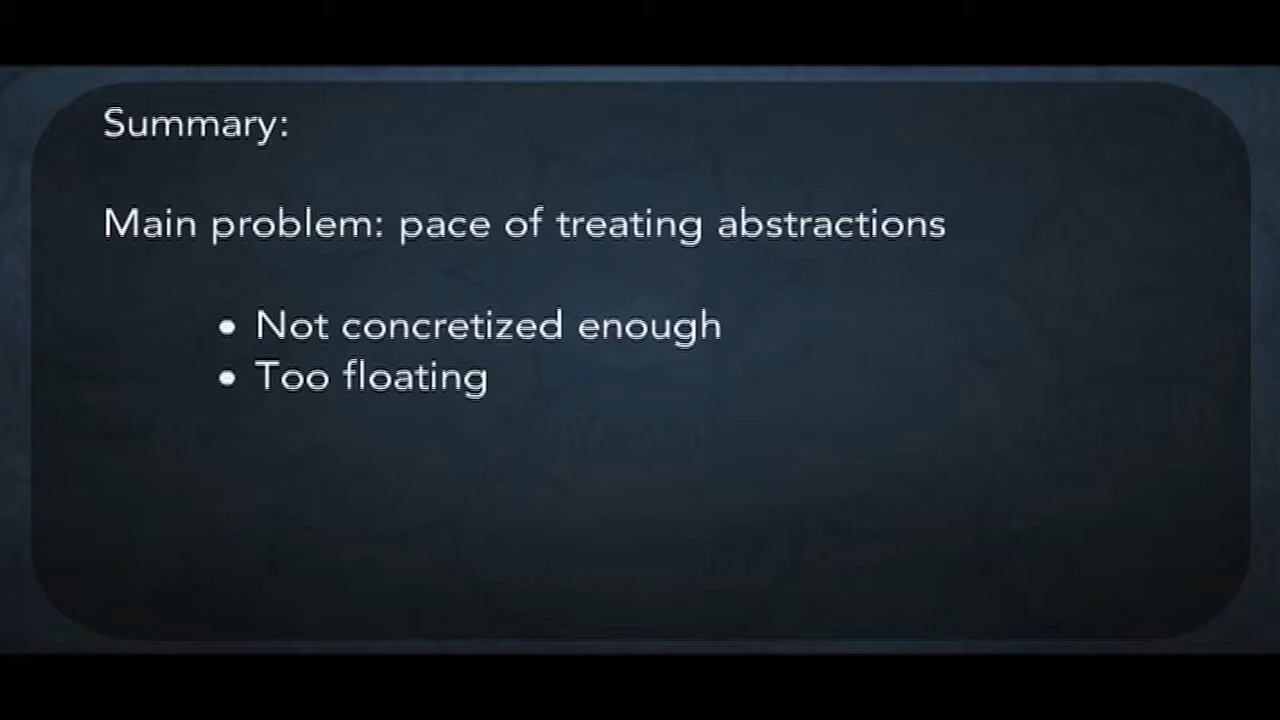 Summary:
Main problem: pace of treating abstractions
• Not concretized enough
• Too floating